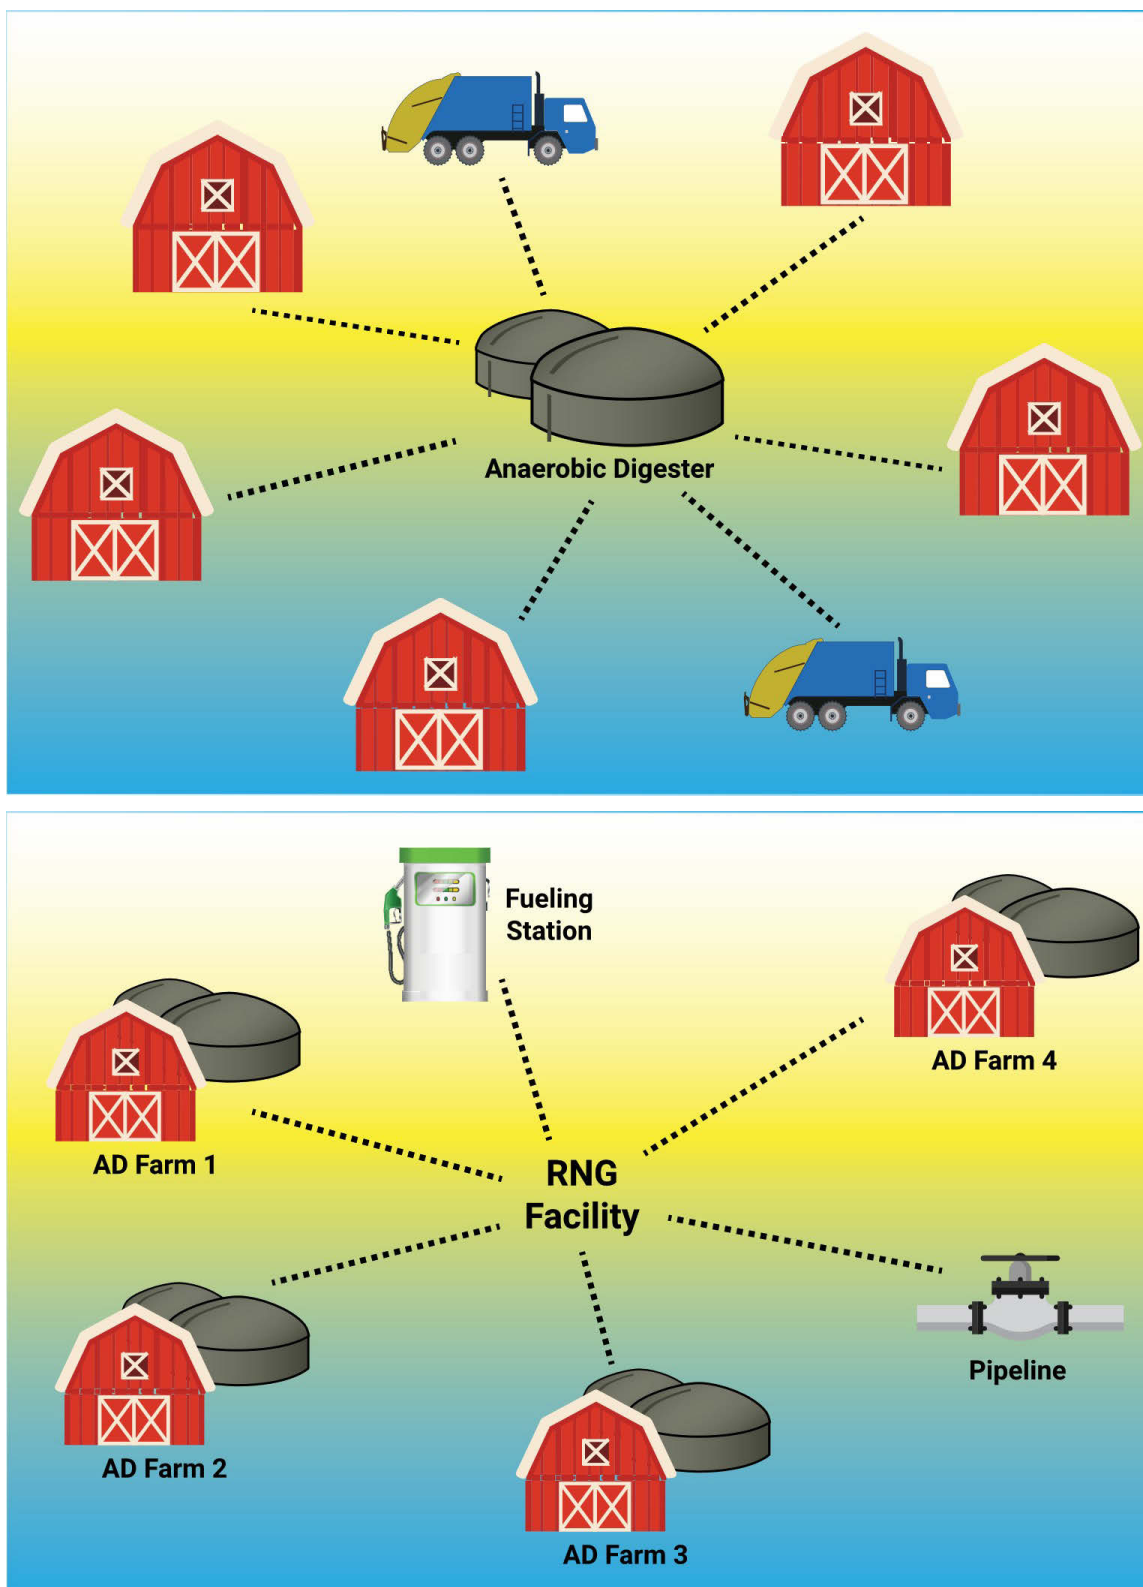 Anaerobic Digester
Fueling
Station
AD Farm 4
AD Farm 1
RNG
Facility
Pipeline
AD Farm 2
AD Farm 3